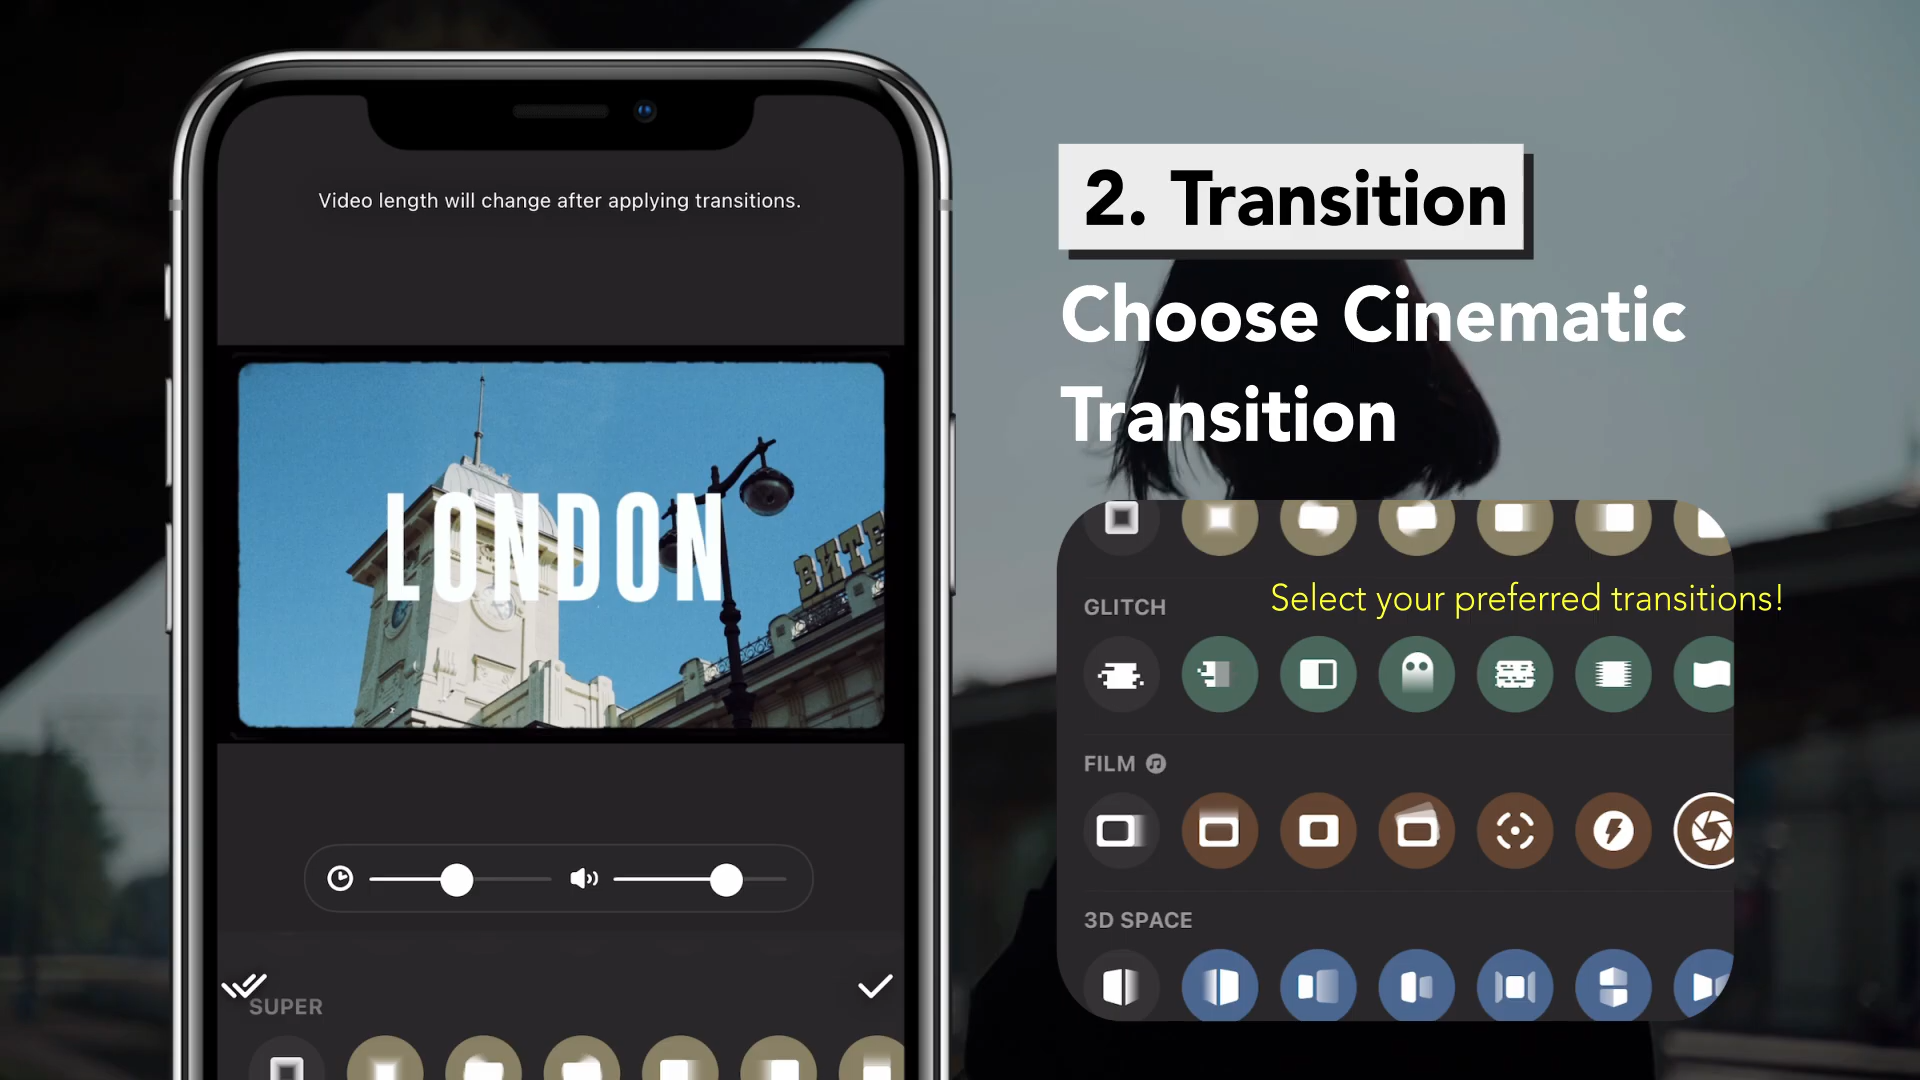 Video length will change after applying transitions.
LONDON
ВИТЕ
SUPER
2. Transition
Choose Cinematic
Transition
Select your preferred transitions!
GLITCH
FILM
3D SPACE